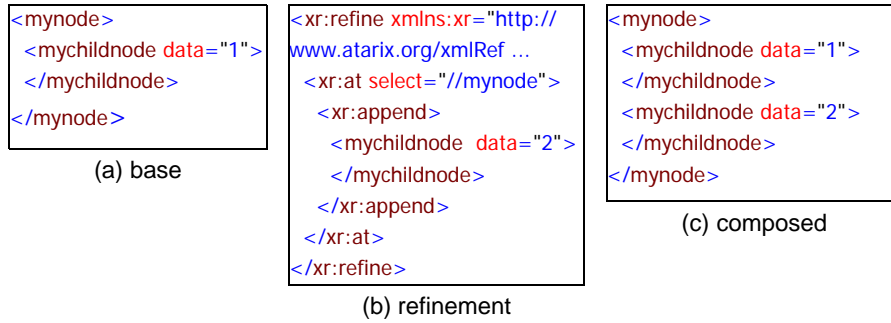 <mynode>
<mychildnode data="1">
</mychildnode>
</mynode>
(a) base
<xr:refine xmlns:xr="http://
www.atarix.org/xmlRef ...
<xr:at select="//mynode">
<xr:append>
<mychildnode data="2">
</mychildnode>
</xr:append>
</xr:at>
</xr:refine>
(b) refinement
<mynode>
<mychildnode data="1">
</mychildnode>
<mychildnode data="2">
</mychildnode>
</mynode>
(c) composed